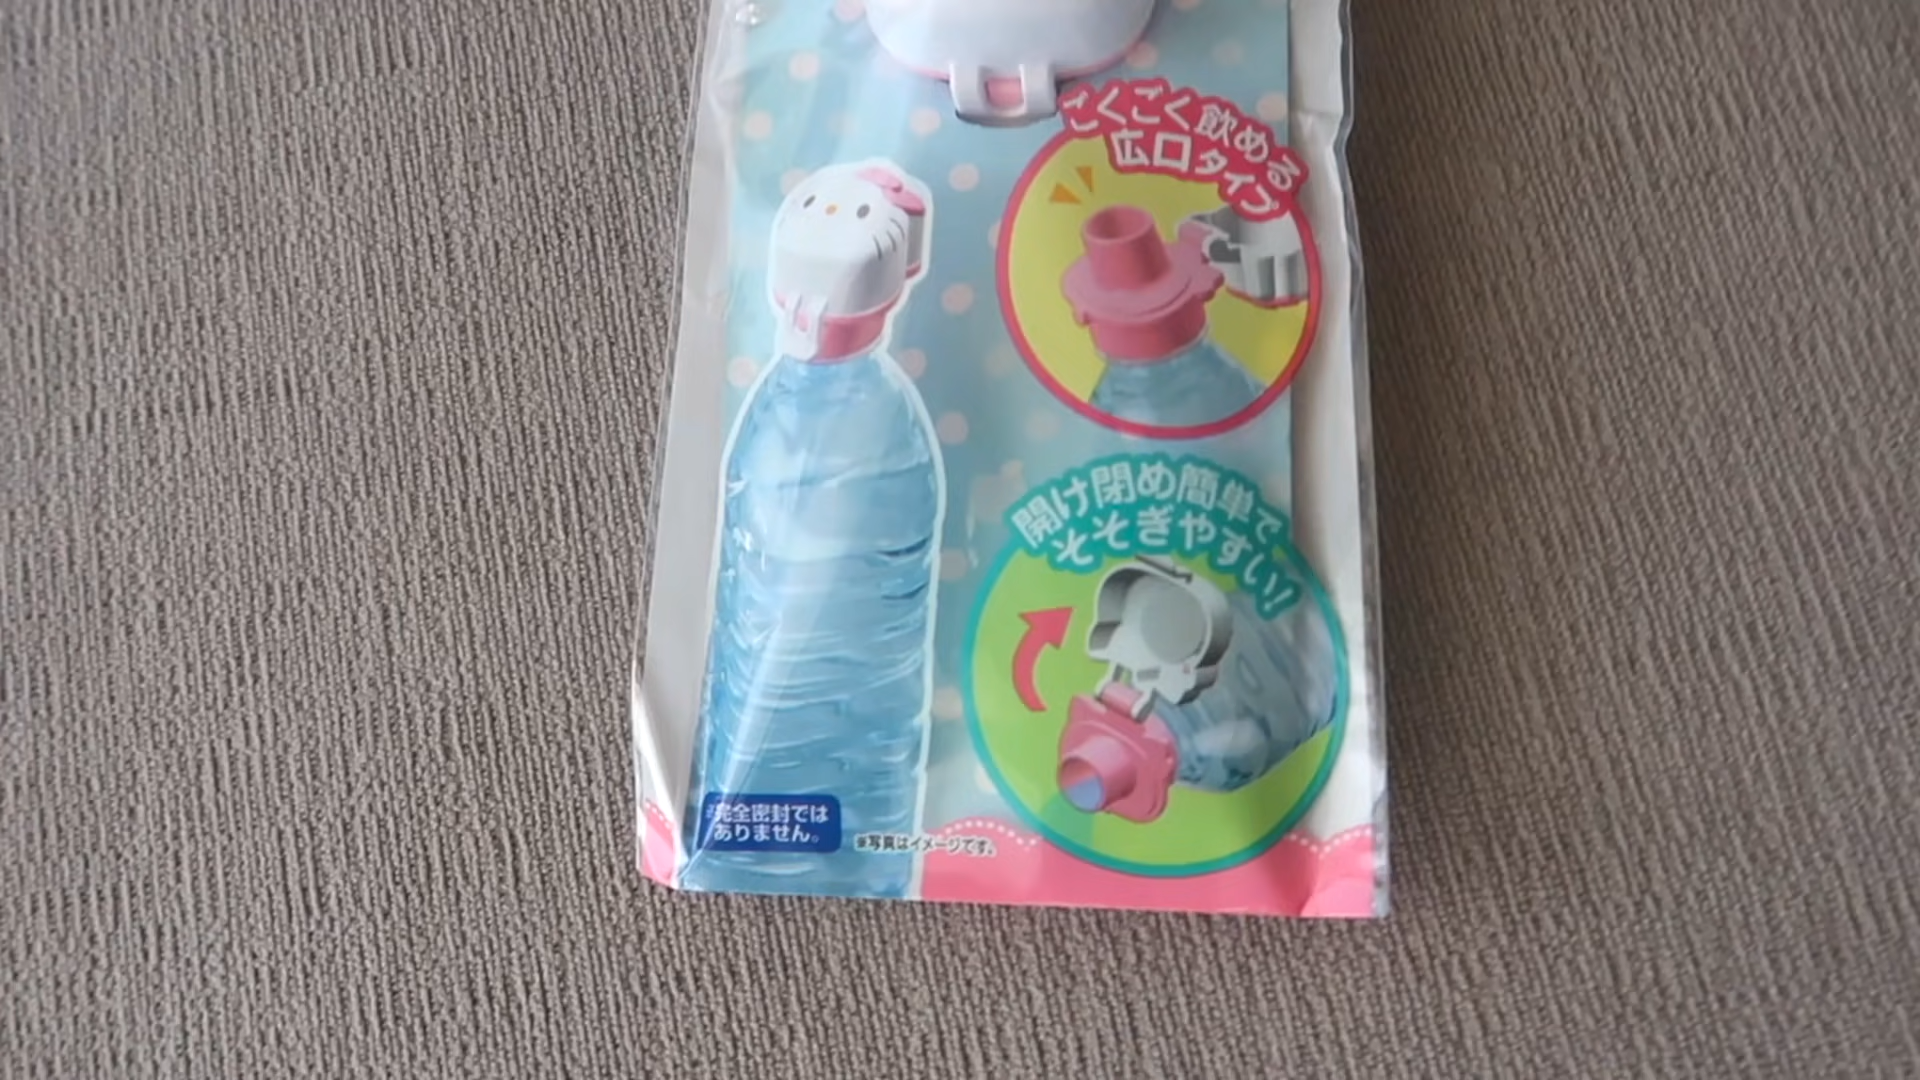 ごくごく飲める
広口タイプ
開け閉め簡単で
そそぎやすい!
※完全密封では
ありません。
※写真はイメージです。